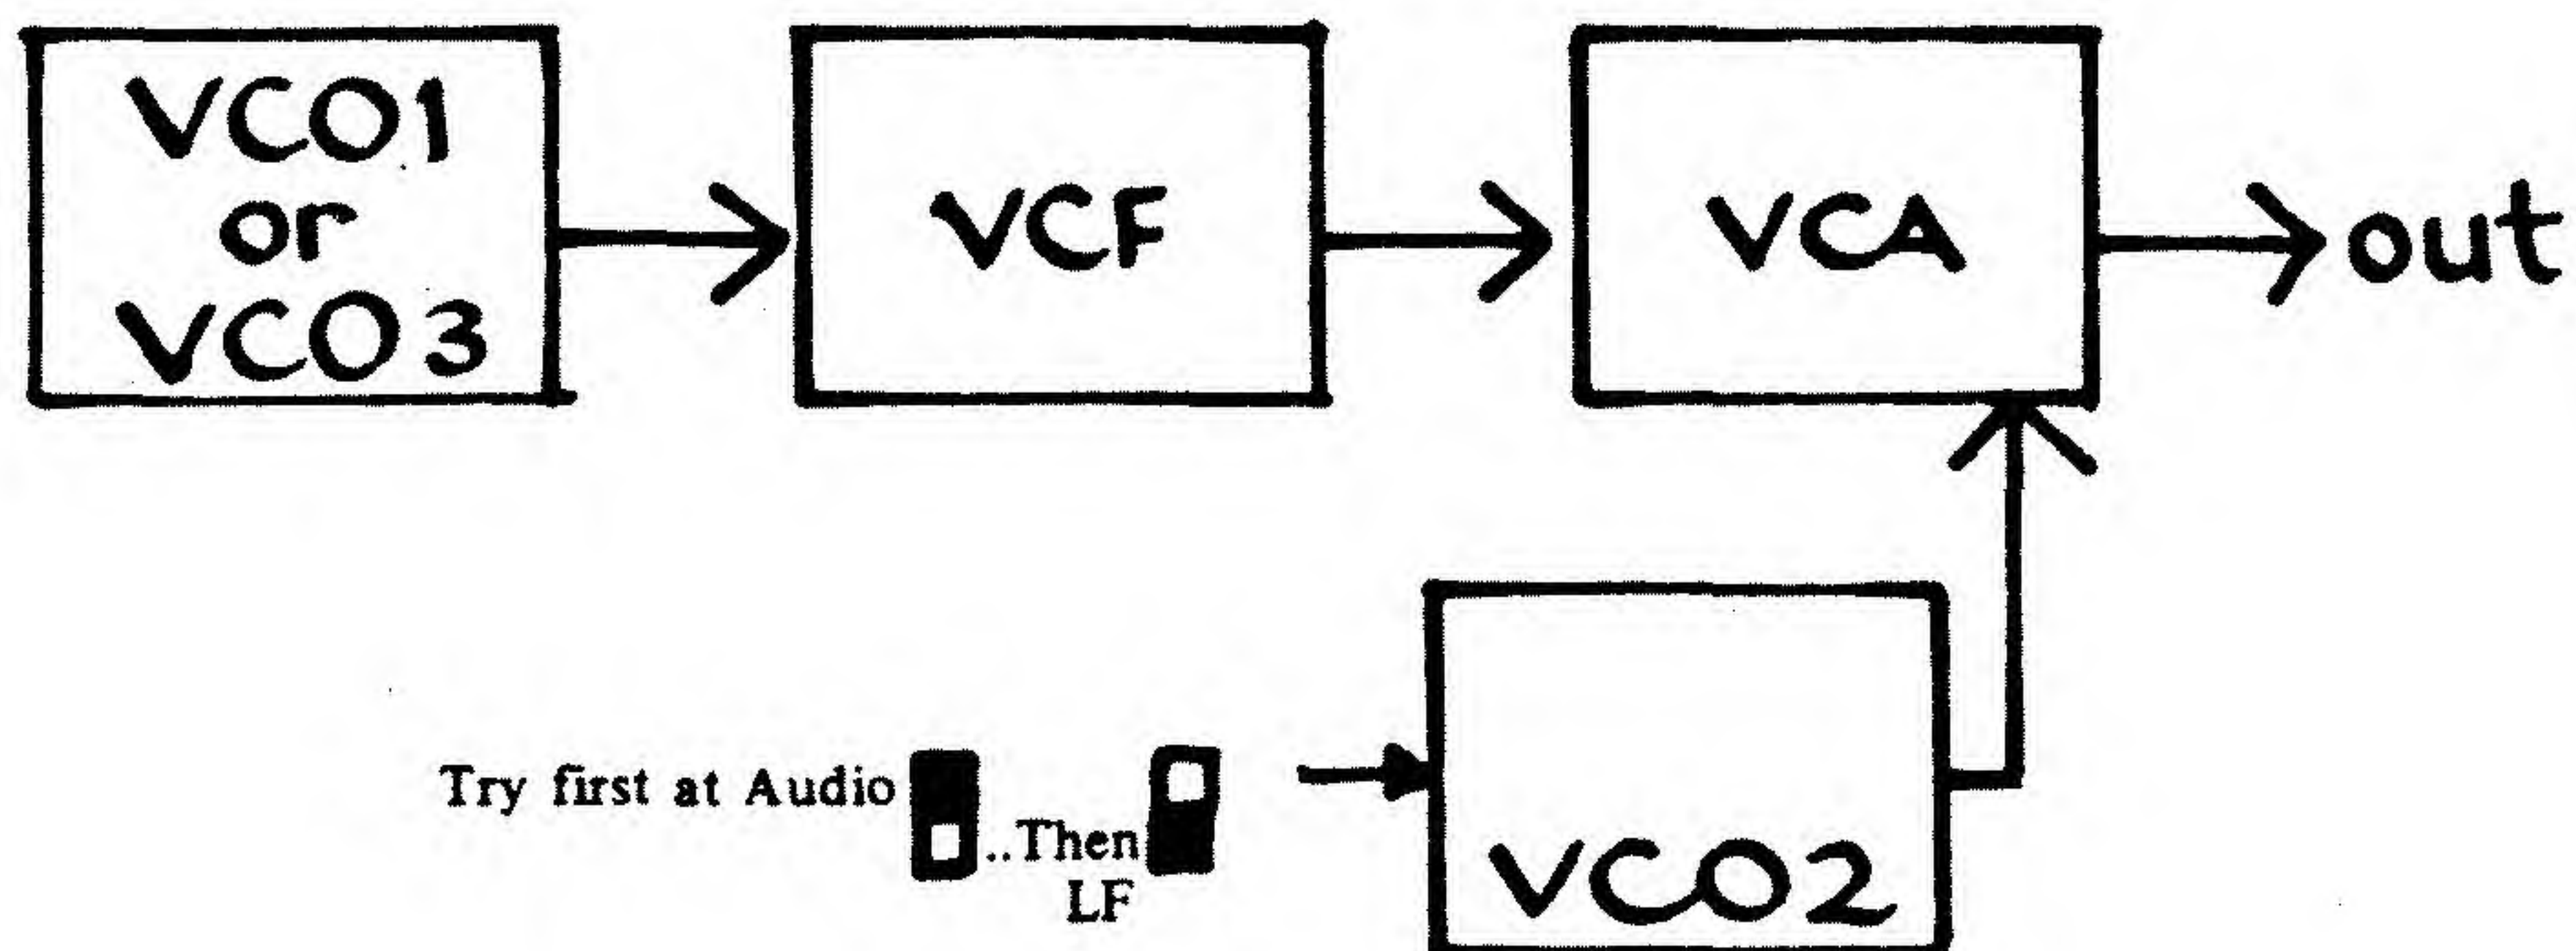 VCO1
or
VCO3
VCF
VCA
out
Try first at Audio
..Then
LF
VCO2